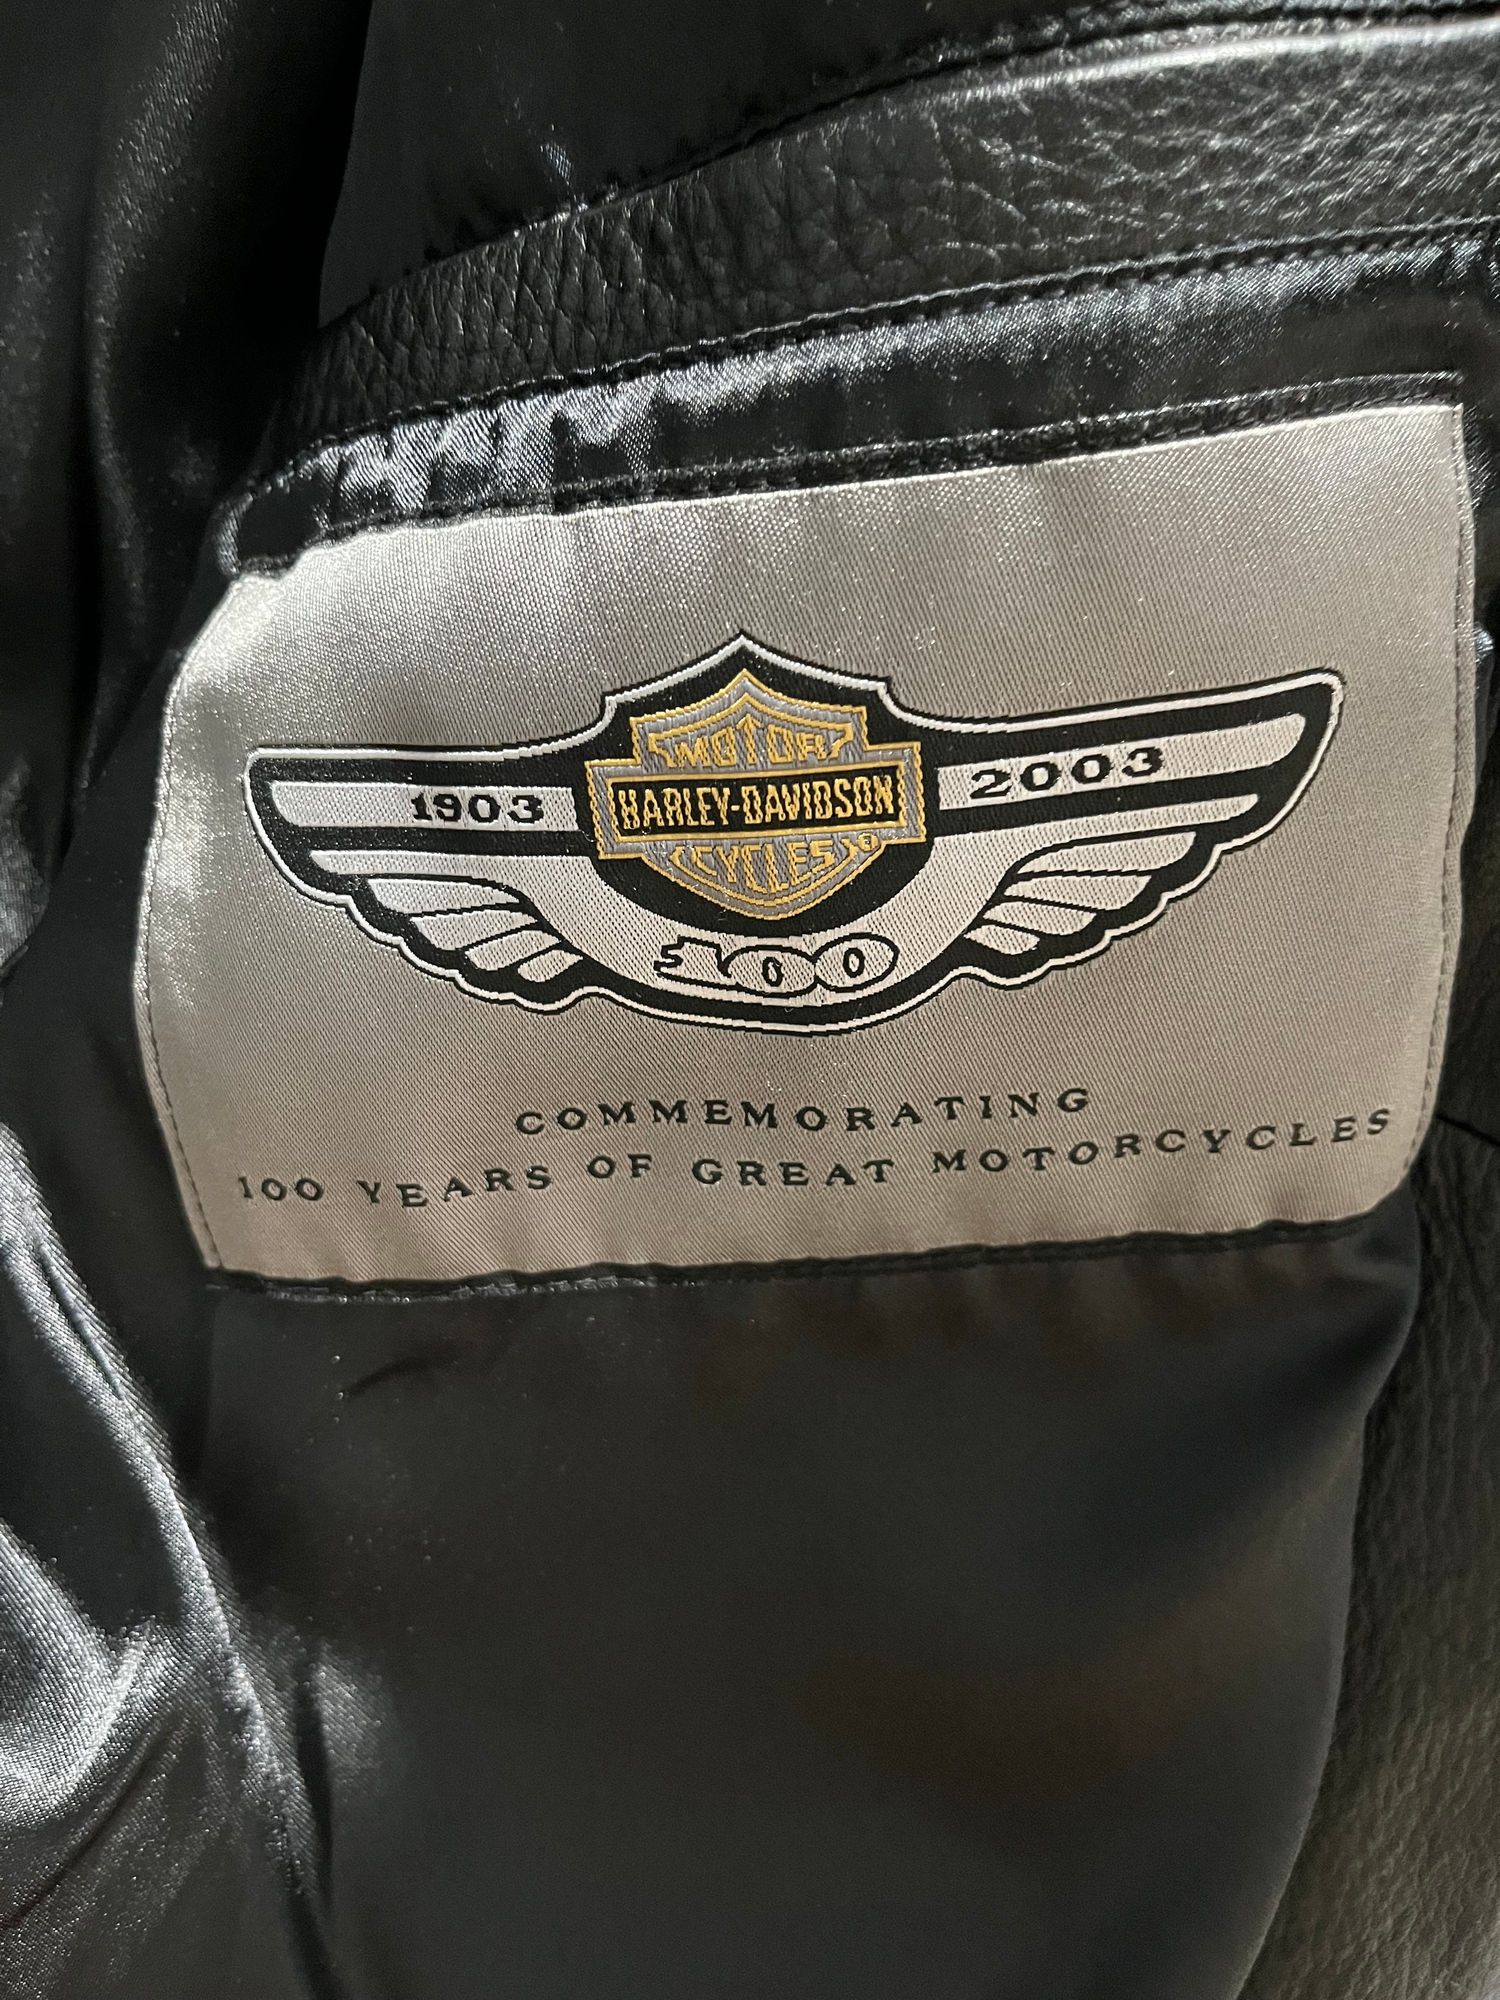 MOTOR
1903 HARLEY-DAVIDSON 2003
CYCLES ®
100
COMMEMORATING
100 YEARS OF GREAT MOTORCYCLES